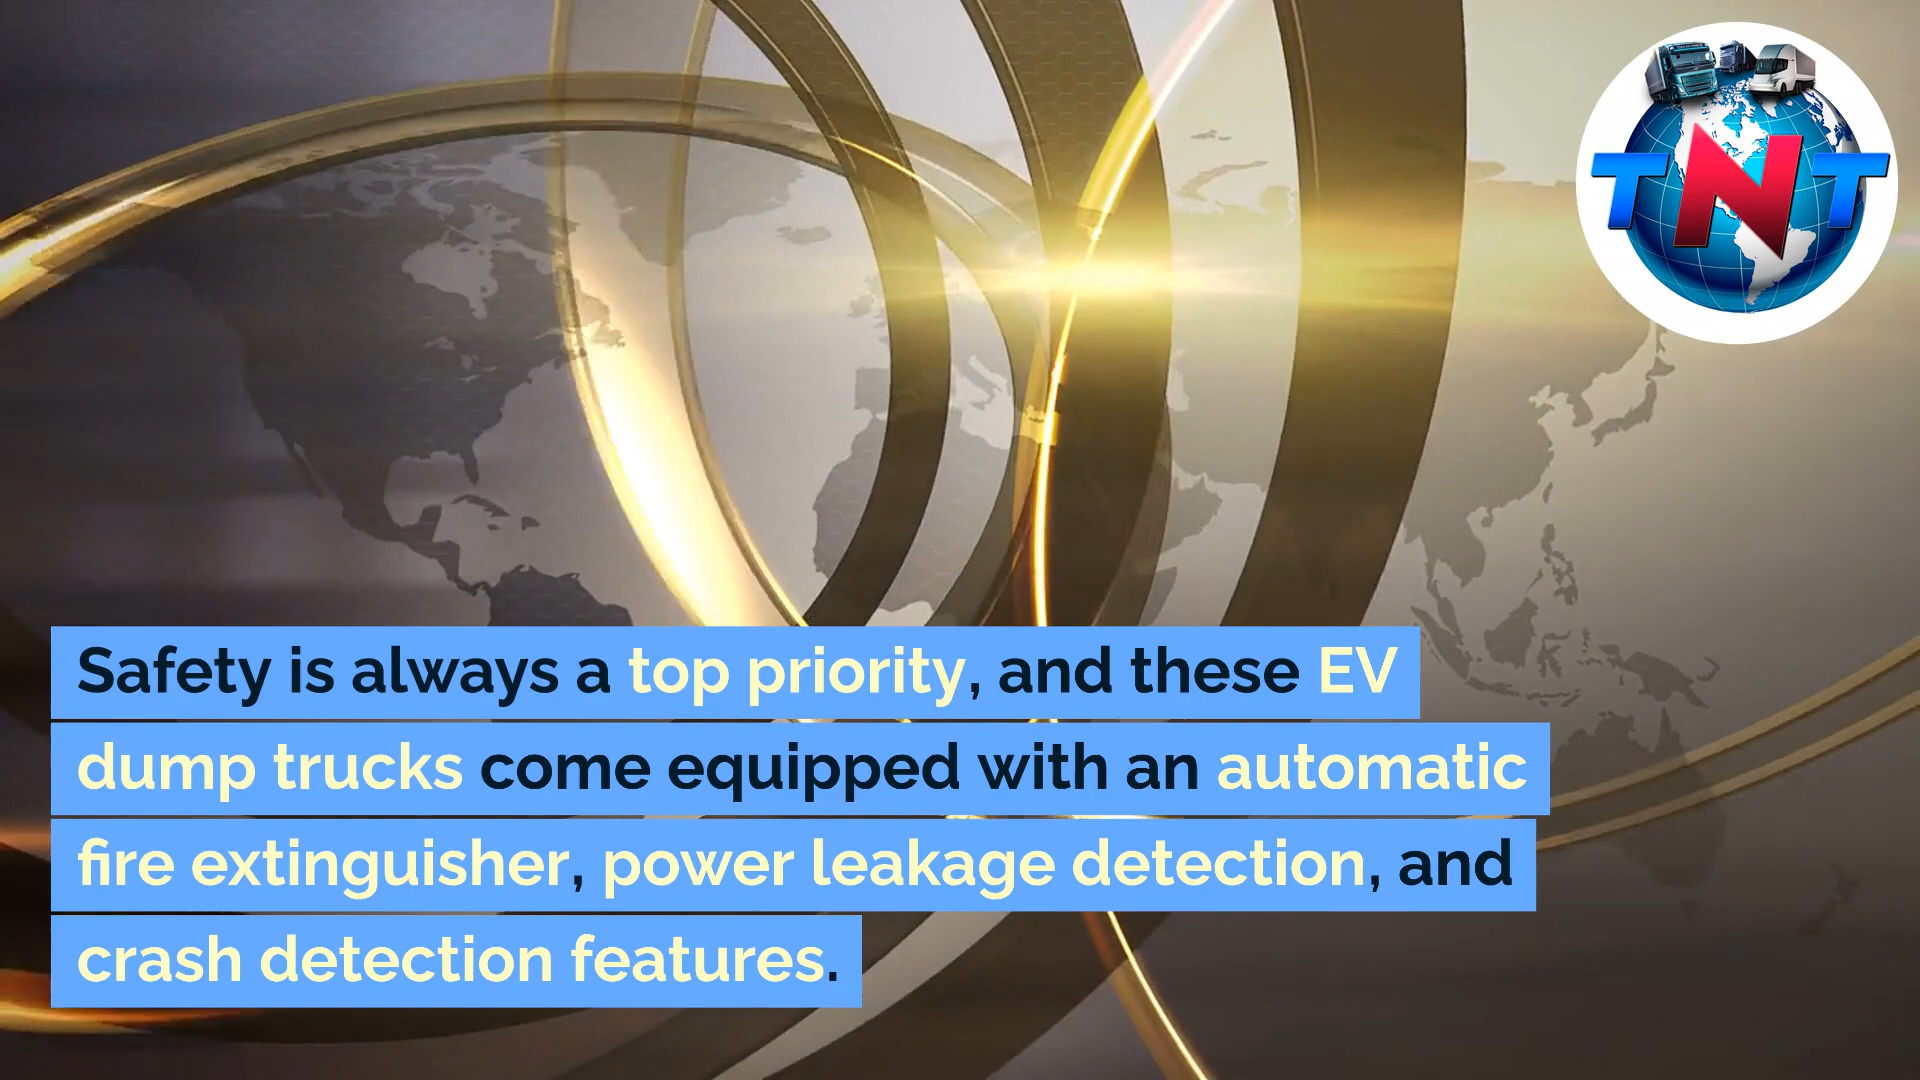 TNT
Safety is always a top priority, and these EV
dump trucks come equipped with an automatic
fire extinguisher, power leakage detection, and
crash detection features.